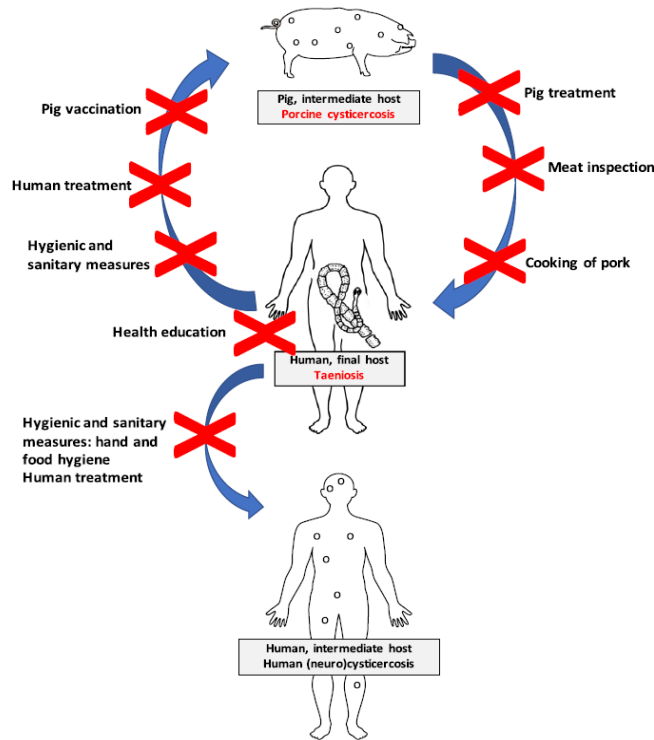 Pig, intermediate host
Porcine cysticercosis
Pig vaccination
Pig treatment
Human treatment
Meat inspection
Hygienic and
sanitary measures
Cooking of pork
Health education
Human, final host
Taeniosis
Hygienic and sanitary
measures: hand and
food hygiene
Human treatment
Human, intermediate host
Human (neuro)cysticercosis